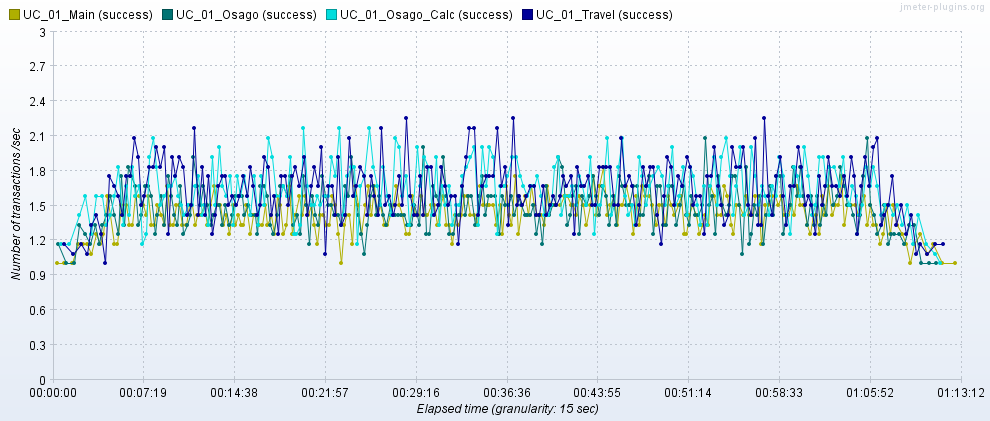 UC_01_Main (success) UC_01_Osago (success) UC_01_Osago_Calc (success) UC_01_Travel (success)
jmeter-plugins.org
Number of transactions /sec
3
2.7
2.4
2.1
1.8
1.5
1.2
0.9
0.6
0.3
0
00:00:00 00:07:19 00:14:38 00:21:57 00:29:16 00:36:36 00:43:55 00:51:14 00:58:33 01:05:52 01:13:12
Elapsed time (granularity: 15 sec)